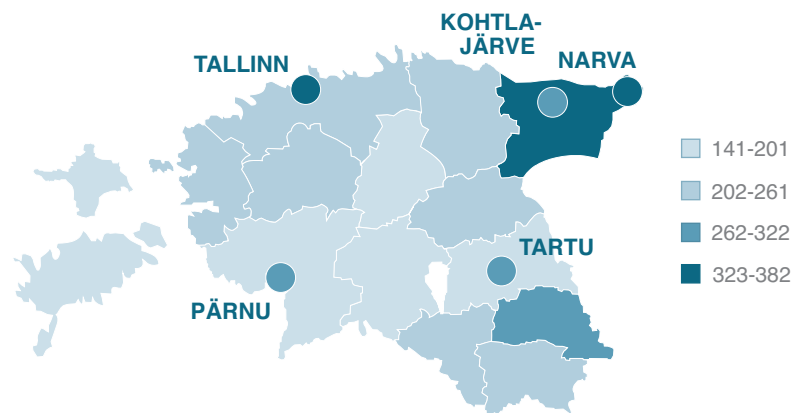 KOHTLA-
JÄRVE
NARVA
TALLINN
TARTU
PÄRNU
141-201
202-261
262-322
323-382